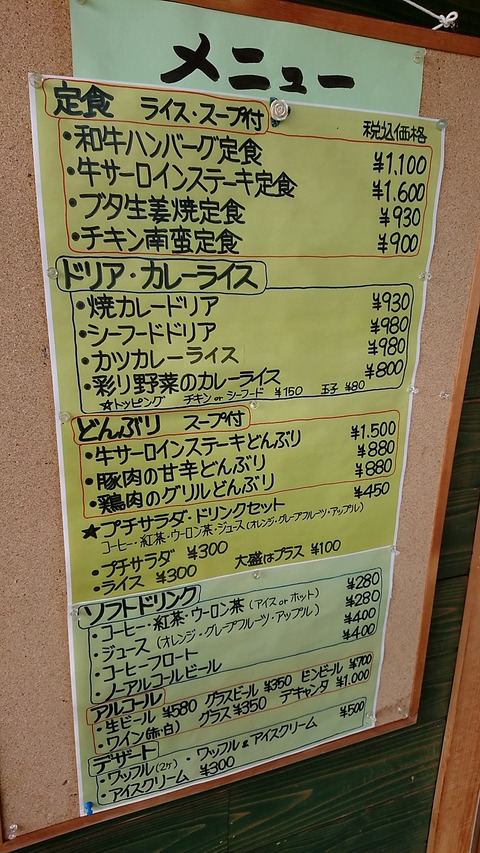 メニュー
定食 ライス・スープ付 税込価格
・和牛ハンバーグ定食 ¥1,100
・牛サーロインステーキ定食 ¥1,600
・ブタ生姜焼定食 ¥930
・チキン南蛮定食 ¥900
ドリア・カレーライス
・焼カレードリア ¥930
・シーフードドリア ¥980
・カツカレーライス ¥980
・彩り野菜のカレーライス ¥800
☆トッピング チキン or シーフード ¥150 玉子 ¥80
どんぶり スープ付
・牛サーロインステーキどんぶり ¥1,500
・豚肉の甘辛どんぶり ¥880
・鶏肉のグリルどんぶり ¥880
★プチサラダ・ドリンクセット ¥450
コーヒー・紅茶・ウーロン茶・ジュース(オレンジ・グレープフルーツ・アップル)
・プチサラダ ¥300
・ライス ¥300 大盛はプラス ¥100
ソフトドリンク
・コーヒー・紅茶・ウーロン茶 (アイス or ホット) ¥280
・ジュース (オレンジ・グレープフルーツ・アップル) ¥280
・コーヒーフロート ¥400
・ノーアルコールビール ¥400
アルコール
・生ビール ¥580 グラスビール ¥350 ビンビール ¥700
・ワイン(赤・白) グラス ¥350 デキャンタ ¥1,000
デザート
・ワッフル(2ケ)・ワッフル&アイスクリーム ¥500
・アイスクリーム ¥300